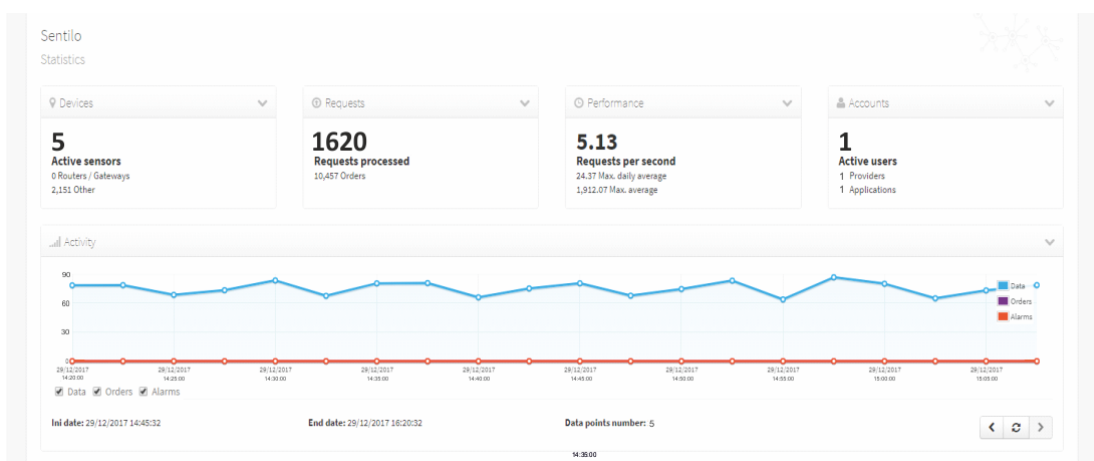 Sentilo
Statistics
Devices
5
Active sensors
0 Routers / Gateways
2,151 Other
Requests
1620
Requests processed
10,457 Orders
Performance
5.13
Requests per second
24.37 Max. daily average
1,912.07 Max. average
Accounts
1
Active users
1 Providers
1 Applications
Activity
90
60
30
0
Data
Orders
Alarms
29/12/2017 29/12/2017 29/12/2017 29/12/2017 29/12/2017 29/12/2017 29/12/2017 29/12/2017 29/12/2017 29/12/2017
14:20:00 14:25:00 14:30:00 14:35:00 14:40:00 14:45:00 14:50:00 14:55:00 15:00:00 15:05:00
Data Orders Alarms
Ini date: 29/12/2017 14:45:32 End date: 29/12/2017 16:20:32 Data points number: 5
14:35:00